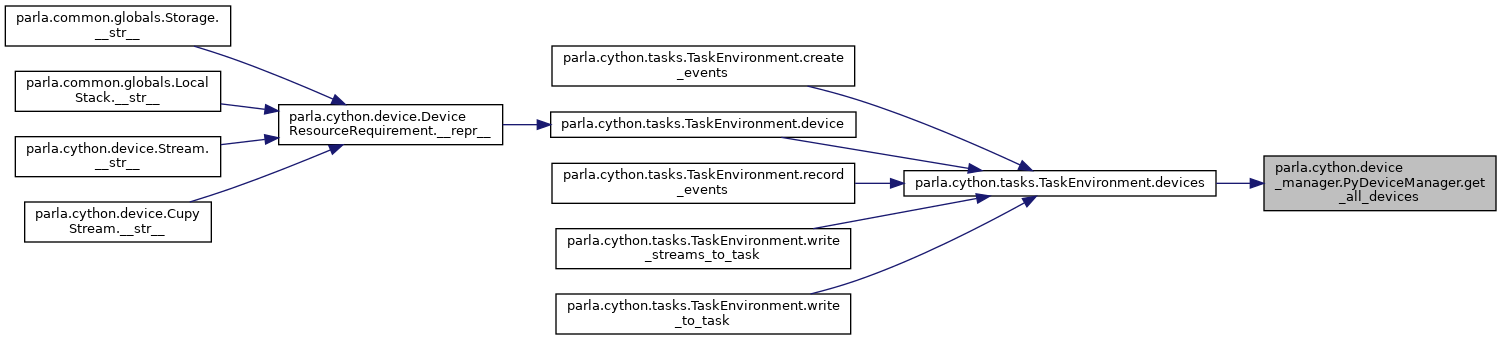 parla.common.globals.Storage.
__str__
parla.common.globals.Local
Stack.__str__
parla.cython.device.Stream.
__str__
parla.cython.device.Cupy
Stream.__str__
parla.cython.device.Device
ResourceRequirement.__repr__
parla.cython.tasks.TaskEnvironment.create
_events
parla.cython.tasks.TaskEnvironment.device
parla.cython.tasks.TaskEnvironment.record
_events
parla.cython.tasks.TaskEnvironment.write
_streams_to_task
parla.cython.tasks.TaskEnvironment.write
_to_task
parla.cython.tasks.TaskEnvironment.devices
parla.cython.device
_manager.PyDeviceManager.get
_all_devices